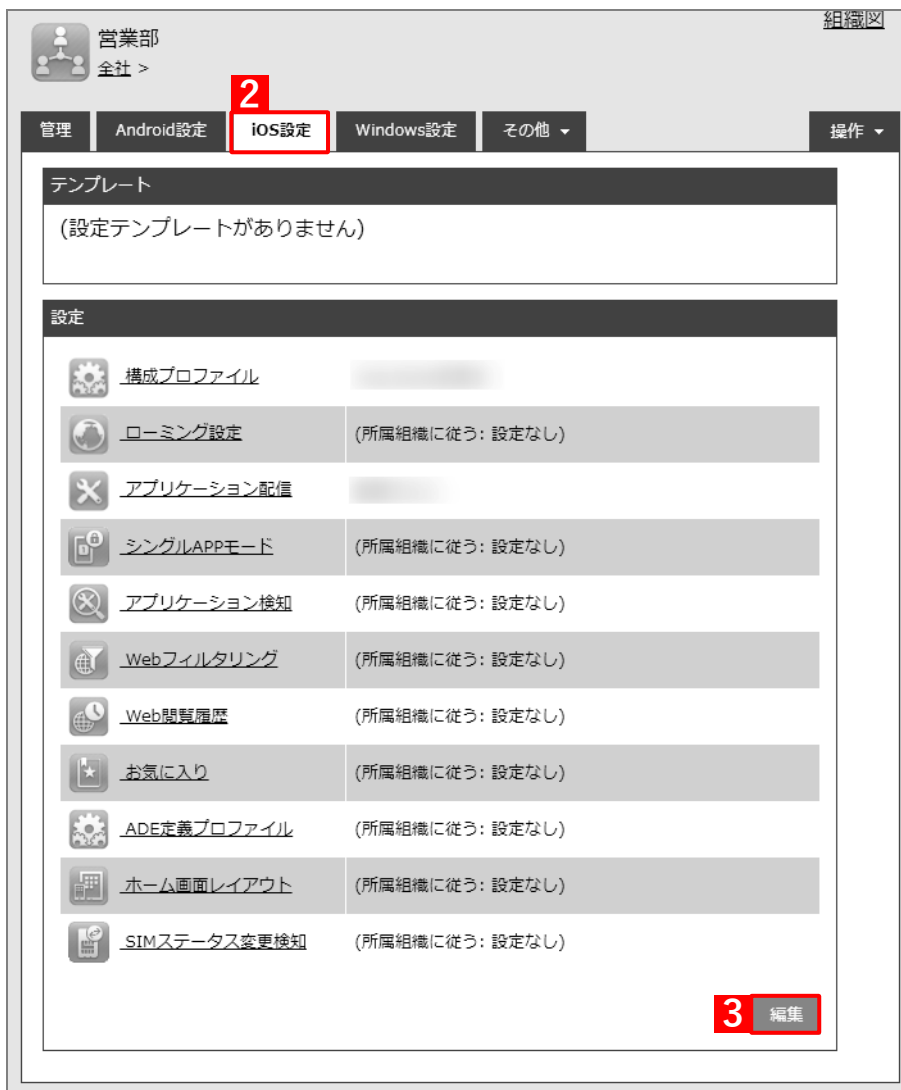 組織図
営業部
全社 >
2
管理 Android設定 iOS設定 Windows設定 その他 ▼ 操作 ▼
テンプレート
(設定テンプレートがありません)
設定
構成プロファイル
ローミング設定 (所属組織に従う: 設定なし)
アプリケーション配信
シングルAPPモード (所属組織に従う: 設定なし)
アプリケーション検知 (所属組織に従う: 設定なし)
Webフィルタリング (所属組織に従う: 設定なし)
Web閲覧履歴 (所属組織に従う: 設定なし)
お気に入り (所属組織に従う: 設定なし)
ADE定義プロファイル (所属組織に従う: 設定なし)
ホーム画面レイアウト (所属組織に従う: 設定なし)
SIMステータス変更検知 (所属組織に従う: 設定なし)
3 編集